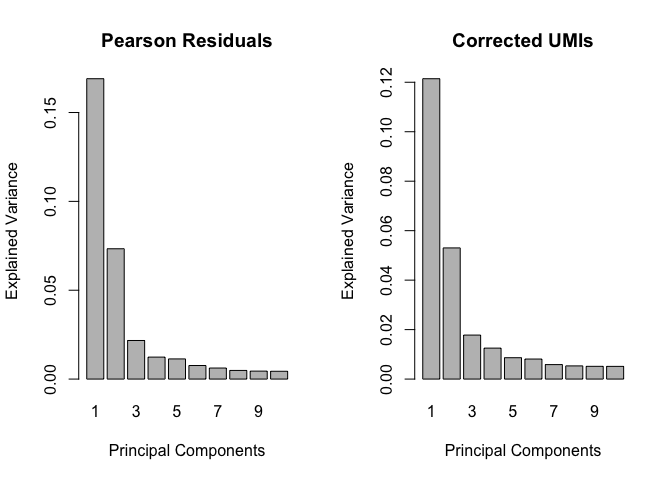 Pearson Residuals
Explained Variance
0.15
0.10
0.05
0.00
1 3 5 7 9
Principal Components
Corrected UMIs
Explained Variance
0.12
0.10
0.08
0.06
0.04
0.02
0.00
1 3 5 7 9
Principal Components